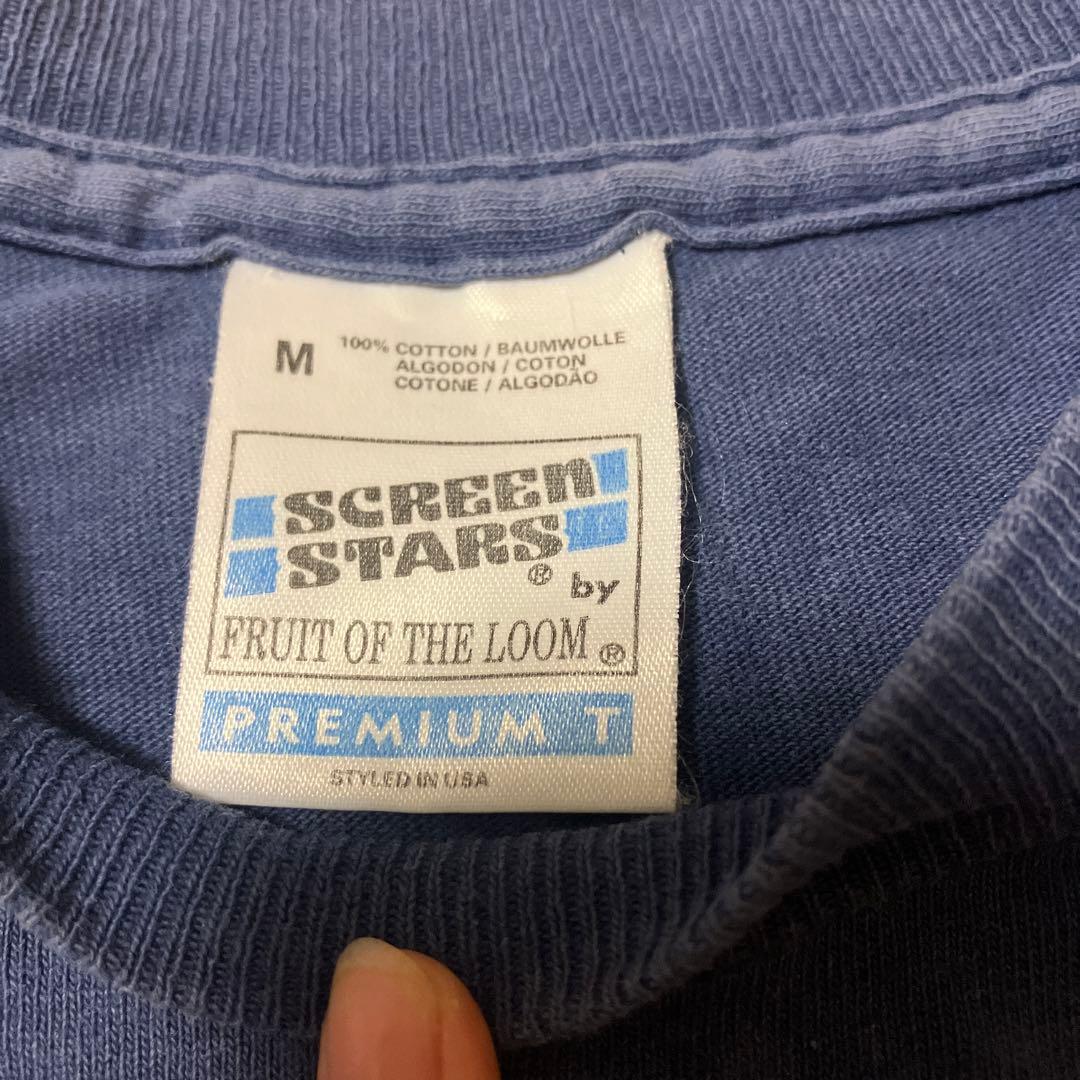 M
100% COTTON / BAUMWOLLE
ALGODON / COTON
COTONE / ALGODÃO
SCREEN
STARS® by
FRUIT OF THE LOOM®
PREMIUM T
STYLED IN USA